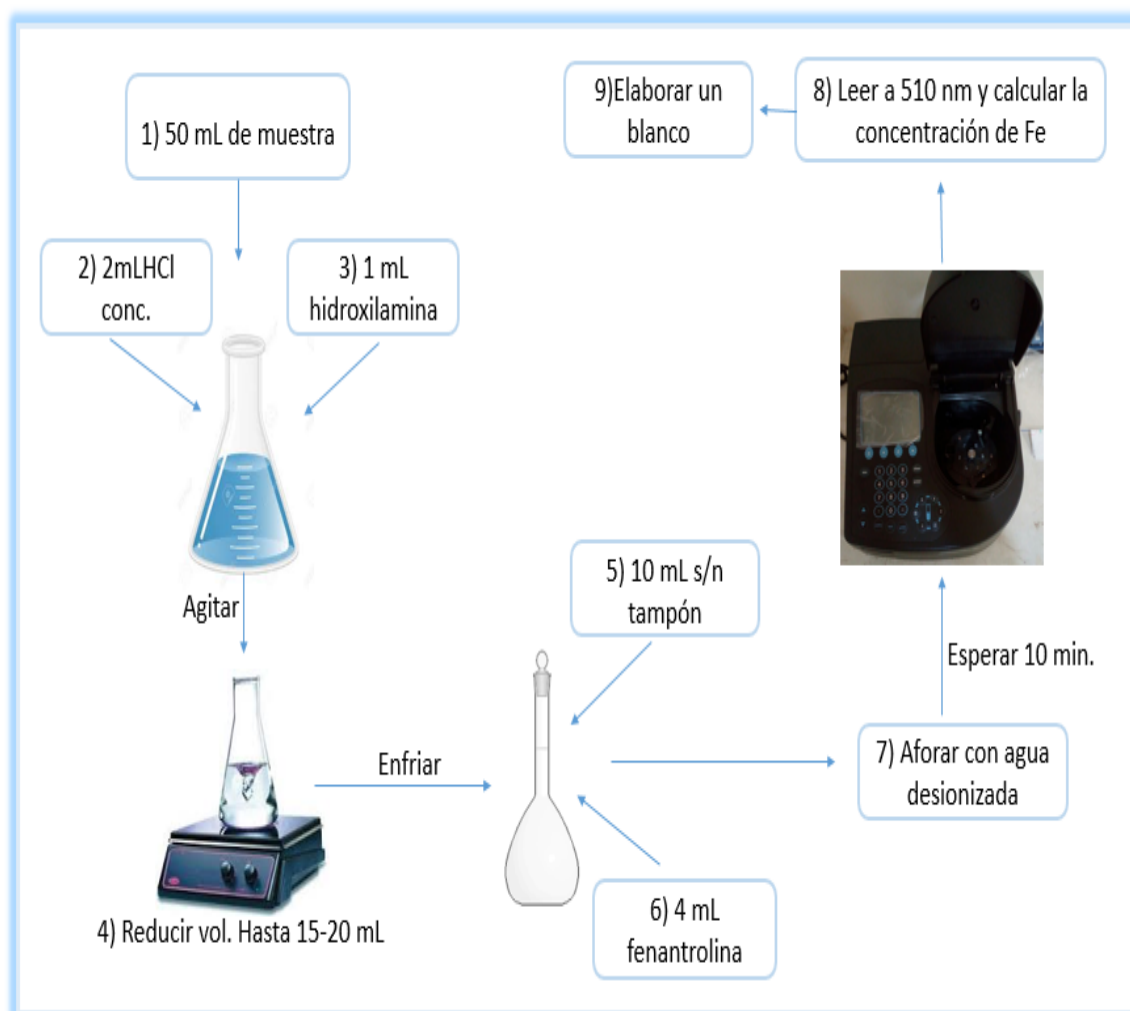 1) 50 mL de muestra
2) 2mLHCl
conc.
3) 1 mL
hidroxilamina
Agitar
4) Reducir vol. Hasta 15-20 mL
Enfriar
5) 10 mL s/n
tampón
6) 4 mL
fenantrolina
7) Aforar con agua
desionizada
Esperar 10 min.
8) Leer a 510 nm y calcular la
concentración de Fe
9)Elaborar un
blanco